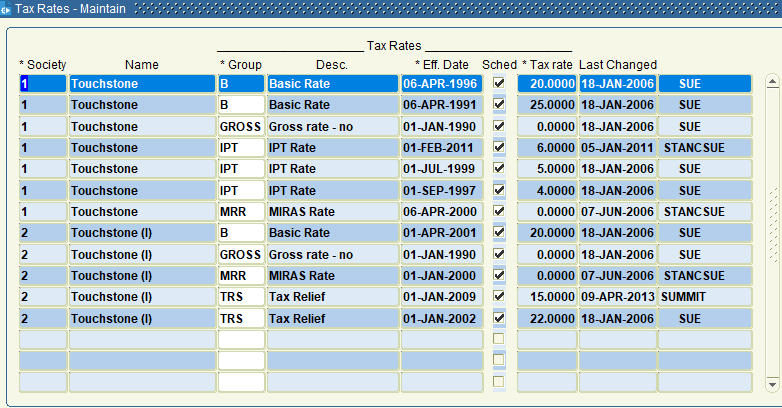 Tax Rates - Maintain
Tax Rates
* Society Name * Group Desc. * Eff. Date Sched * Tax rate Last Changed
1 Touchstone B Basic Rate 06-APR-1996 20.0000 18-JAN-2006 SUE
1 Touchstone B Basic Rate 06-APR-1991 25.0000 18-JAN-2006 SUE
1 Touchstone GROSS Gross rate - no 01-JAN-1990 0.0000 18-JAN-2006 SUE
1 Touchstone IPT IPT Rate 01-FEB-2011 6.0000 05-JAN-2011 STANCSUE
1 Touchstone IPT IPT Rate 01-JUL-1999 5.0000 18-JAN-2006 SUE
1 Touchstone IPT IPT Rate 01-SEP-1997 4.0000 18-JAN-2006 SUE
1 Touchstone MRR MIRAS Rate 06-APR-2000 0.0000 07-JUN-2006 STANCSUE
2 Touchstone (I) B Basic Rate 01-APR-2001 20.0000 18-JAN-2006 SUE
2 Touchstone (I) GROSS Gross rate - no 01-JAN-1990 0.0000 18-JAN-2006 SUE
2 Touchstone (I) MRR MIRAS Rate 01-JAN-2000 0.0000 07-JUN-2006 STANCSUE
2 Touchstone (I) TRS Tax Relief 01-JAN-2009 15.0000 09-APR-2013 SUMMIT
2 Touchstone (I) TRS Tax Relief 01-JAN-2002 22.0000 18-JAN-2006 SUE